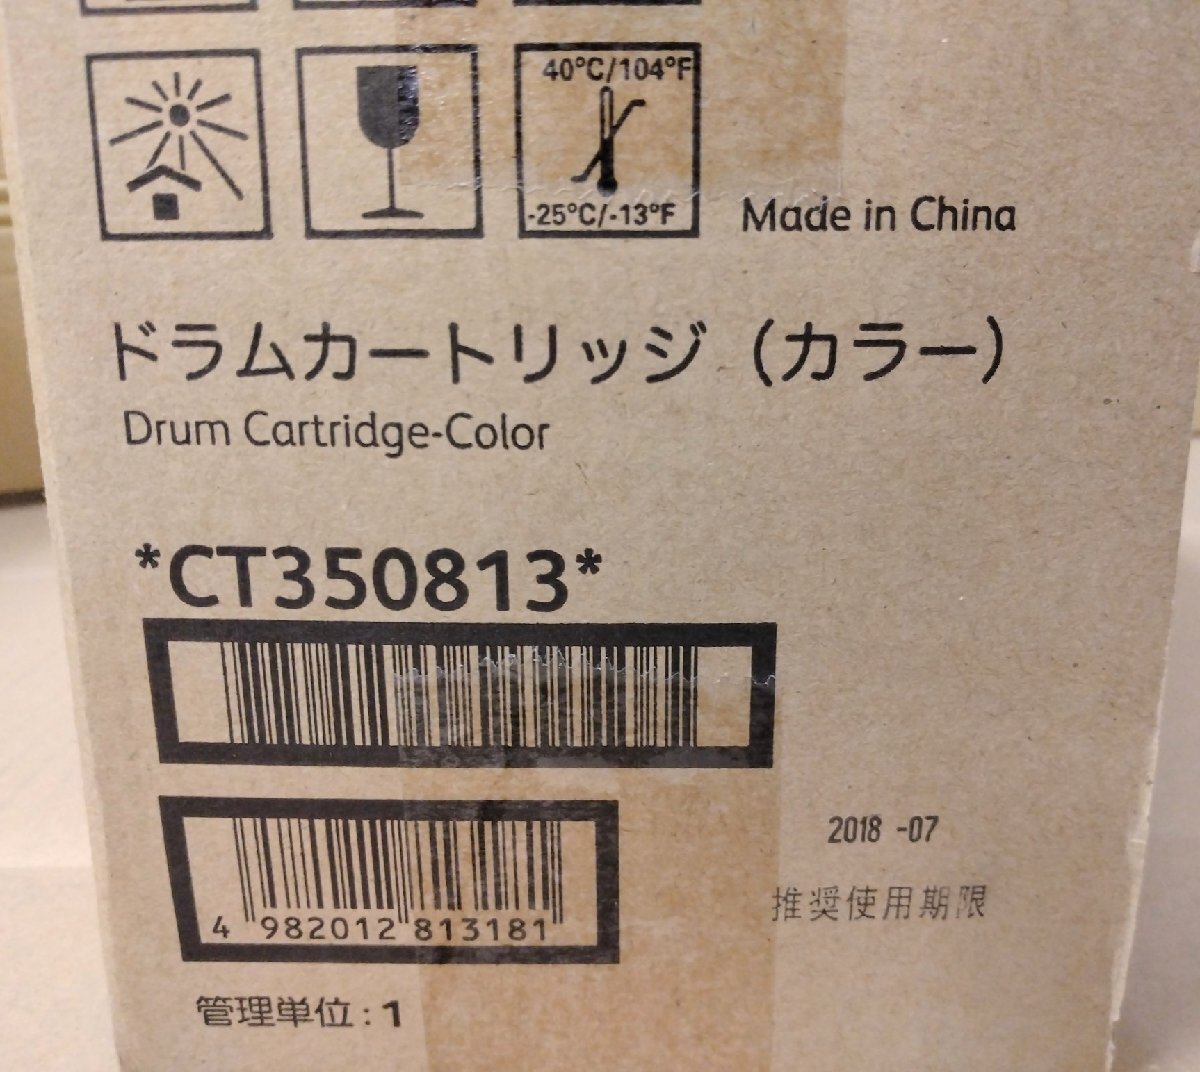 40°C/104°F
-25°C/-13°F
Made in China
ドラムカートリッジ（カラー）
Drum Cartridge-Color
*CT350813*
4 982012 813181
2018 -07
推奨使用期限
管理単位 : 1